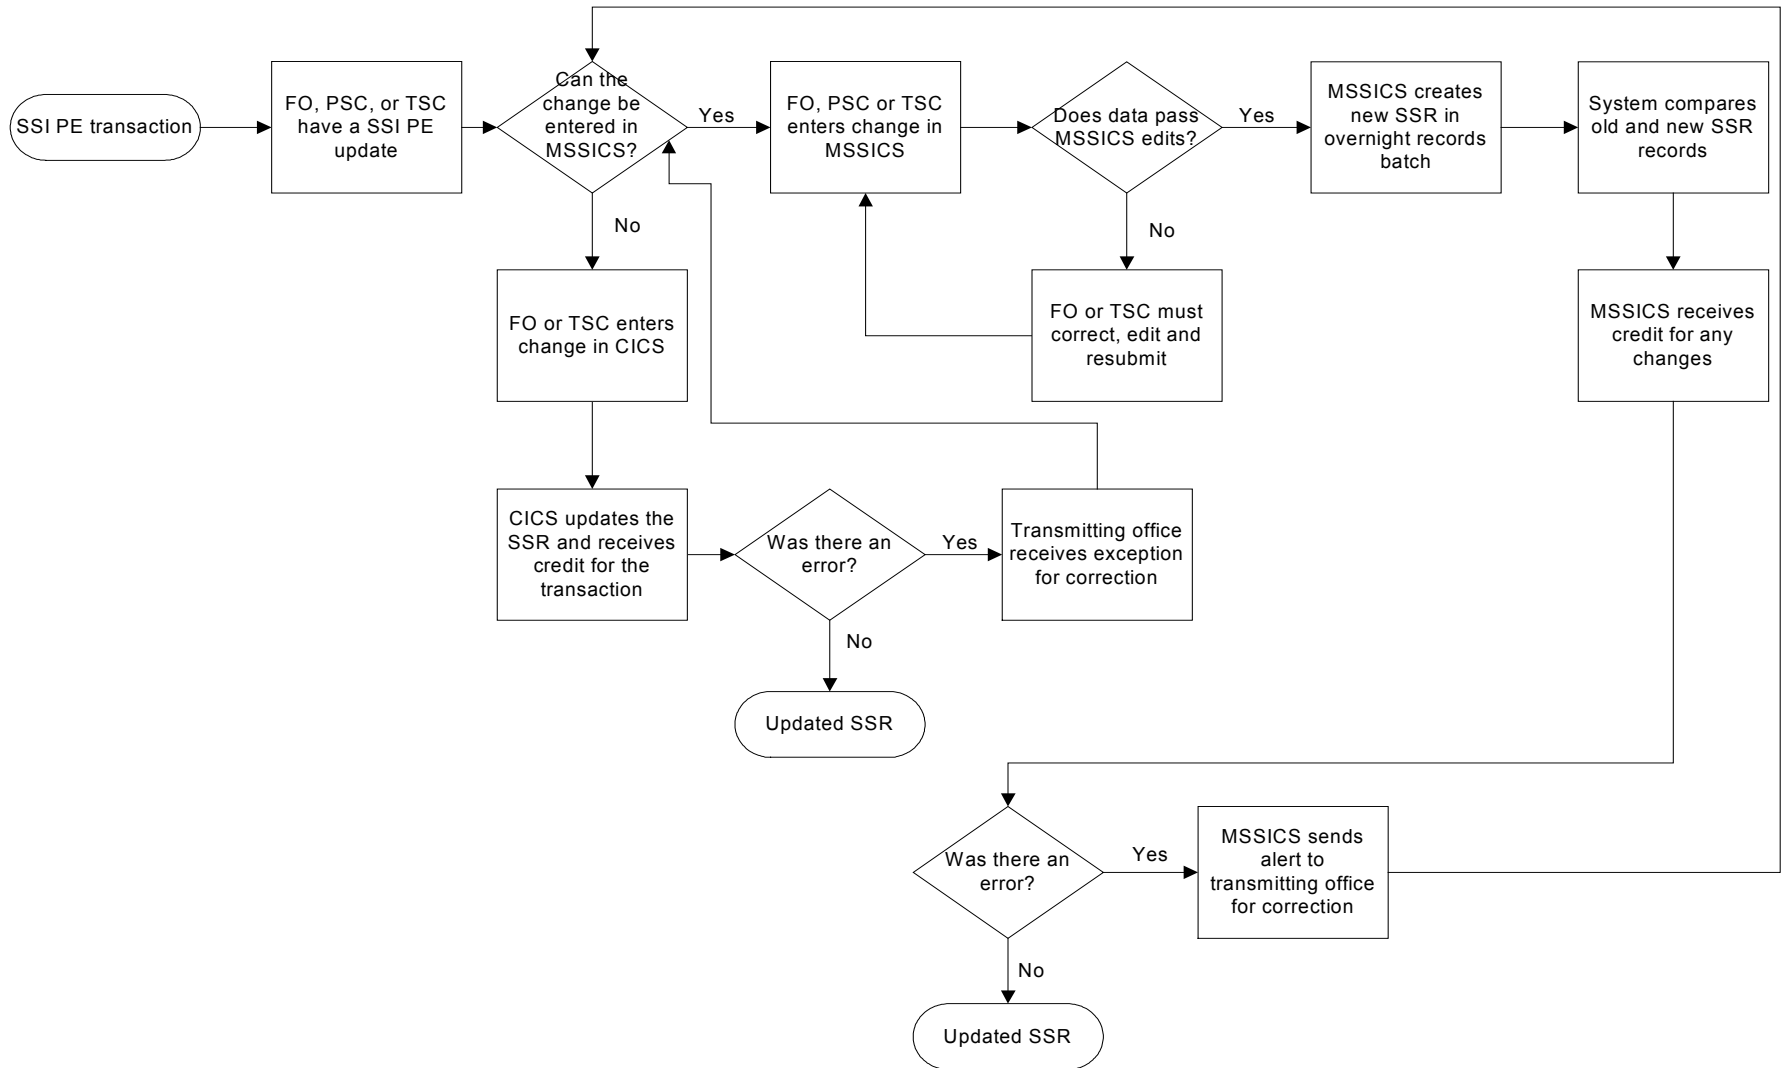 SSI PE transaction
FO, PSC, or TSC
have a SSI PE
update
Can the
change be
entered in
MSSICS?
Yes
FO, PSC or TSC
enters change in
MSSICS
Does data pass
MSSICS edits?
Yes
MSSICS creates
new SSR in
overnight records
batch
System compares
old and new SSR
records
No
No
FO or TSC enters
change in CICS
FO or TSC must
correct, edit and
resubmit
MSSICS receives
credit for any
changes
CICS updates the
SSR and receives
credit for the
transaction
Was there an
error?
Yes
Transmitting office
receives exception
for correction
No
Updated SSR
Was there an
error?
Yes
MSSICS sends
alert to
transmitting office
for correction
No
Updated SSR